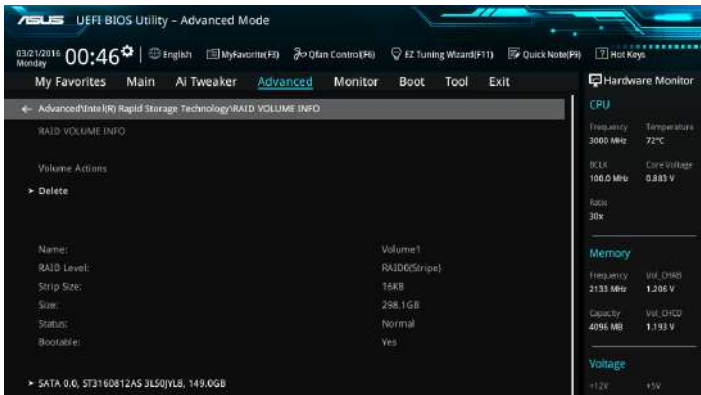 ASUS UEFI BIOS Utility – Advanced Mode
03/21/2016 Monday 00:46 English MyFavorite(F3) Qfan Control(F6) EZ Tuning Wizard(F11) Quick Note(F9) Hot Keys
My Favorites Main Ai Tweaker Advanced Monitor Boot Tool Exit
Hardware Monitor
← Advanced\Intel(R) Rapid Storage Technology\RAID VOLUME INFO
RAID VOLUME INFO
Volume Actions
> Delete
Name: Volume1
RAID Level: RAID0(Stripe)
Strip Size: 16KB
Size: 298.1GB
Status: Normal
Bootable: Yes
> SATA 0.0, ST3160812AS 3LS0JYL8, 149.0GB
CPU
Frequency Temperature
3000 MHz 72°C
BCLK Core Voltage
100.0 MHz 0.883 V
Ratio
30x
Memory
Frequency Vol_CHAB
2133 MHz 1.206 V
Capacity Vol_CHCD
4096 MB 1.193 V
Voltage
+12V +5V